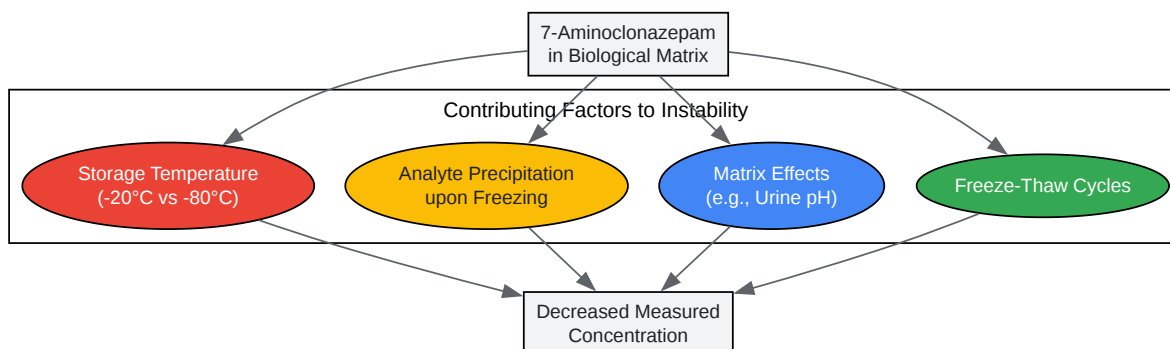 7-Aminoclonazepam
in Biological Matrix
Contributing Factors to Instability
Storage Temperature
(-20°C vs -80°C)
Analyte Precipitation
upon Freezing
Matrix Effects
(e.g., Urine pH)
Freeze-Thaw Cycles
Decreased Measured
Concentration